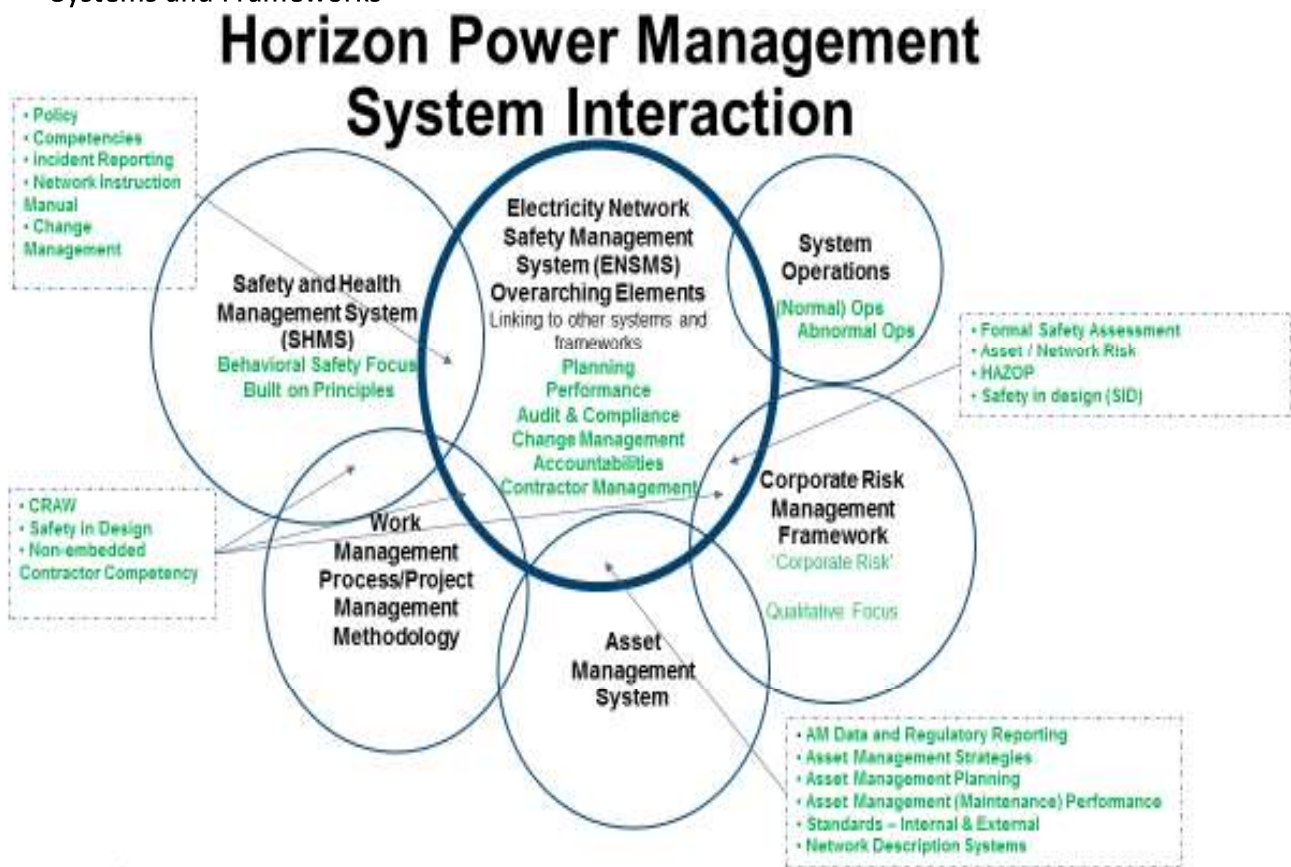 Systems and Frameworks
Horizon Power Management
System Interaction
• Policy
• Competencies
• Incident Reporting
• Network Instruction
Manual
• Change
Management
Safety and Health
Management System
(SHMS)
Behavioral Safety Focus
Built on Principles
Electricity Network
Safety Management
System (ENSMS)
Overarching Elements
Linking to other systems and
frameworks
Planning
Performance
Audit & Compliance
Change Management
Accountabilities
Contractor Management
System
Operations
(Normal) Ops
Abnormal Ops
• Formal Safety Assessment
• Asset / Network Risk
• HAZOP
• Safety in design (SID)
• CRAW
• Safety in Design
• Non-embedded
Contractor Competency
Work
Management
Process/Project
Management
Methodology
Corporate Risk
Management
Framework
'Corporate Risk'
Qualitative Focus
Asset
Management
System
• AM Data and Regulatory Reporting
• Asset Management Strategies
• Asset Management Planning
• Asset Management (Maintenance) Performance
• Standards – Internal & External
• Network Description Systems